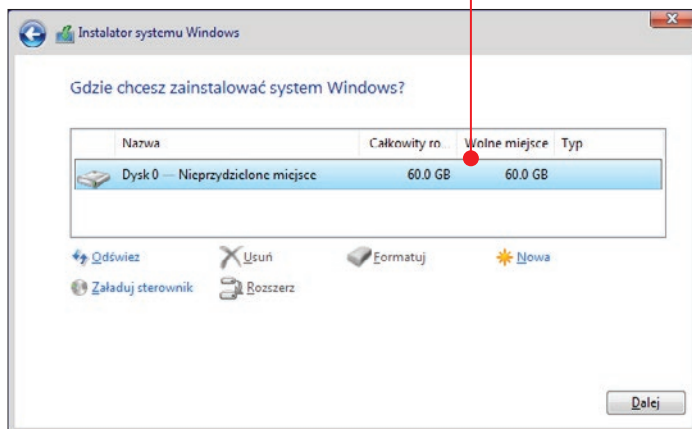 Instalator systemu Windows
Gdzie chcesz zainstalować system Windows?
Nazwa Całkowity ro... Wolne miejsce Typ
Dysk 0 — Nieprzydzielone miejsce 60.0 GB 60.0 GB
Odśwież Usuń Formatuj Nowa
Załaduj sterownik Rozszerz
Dalej